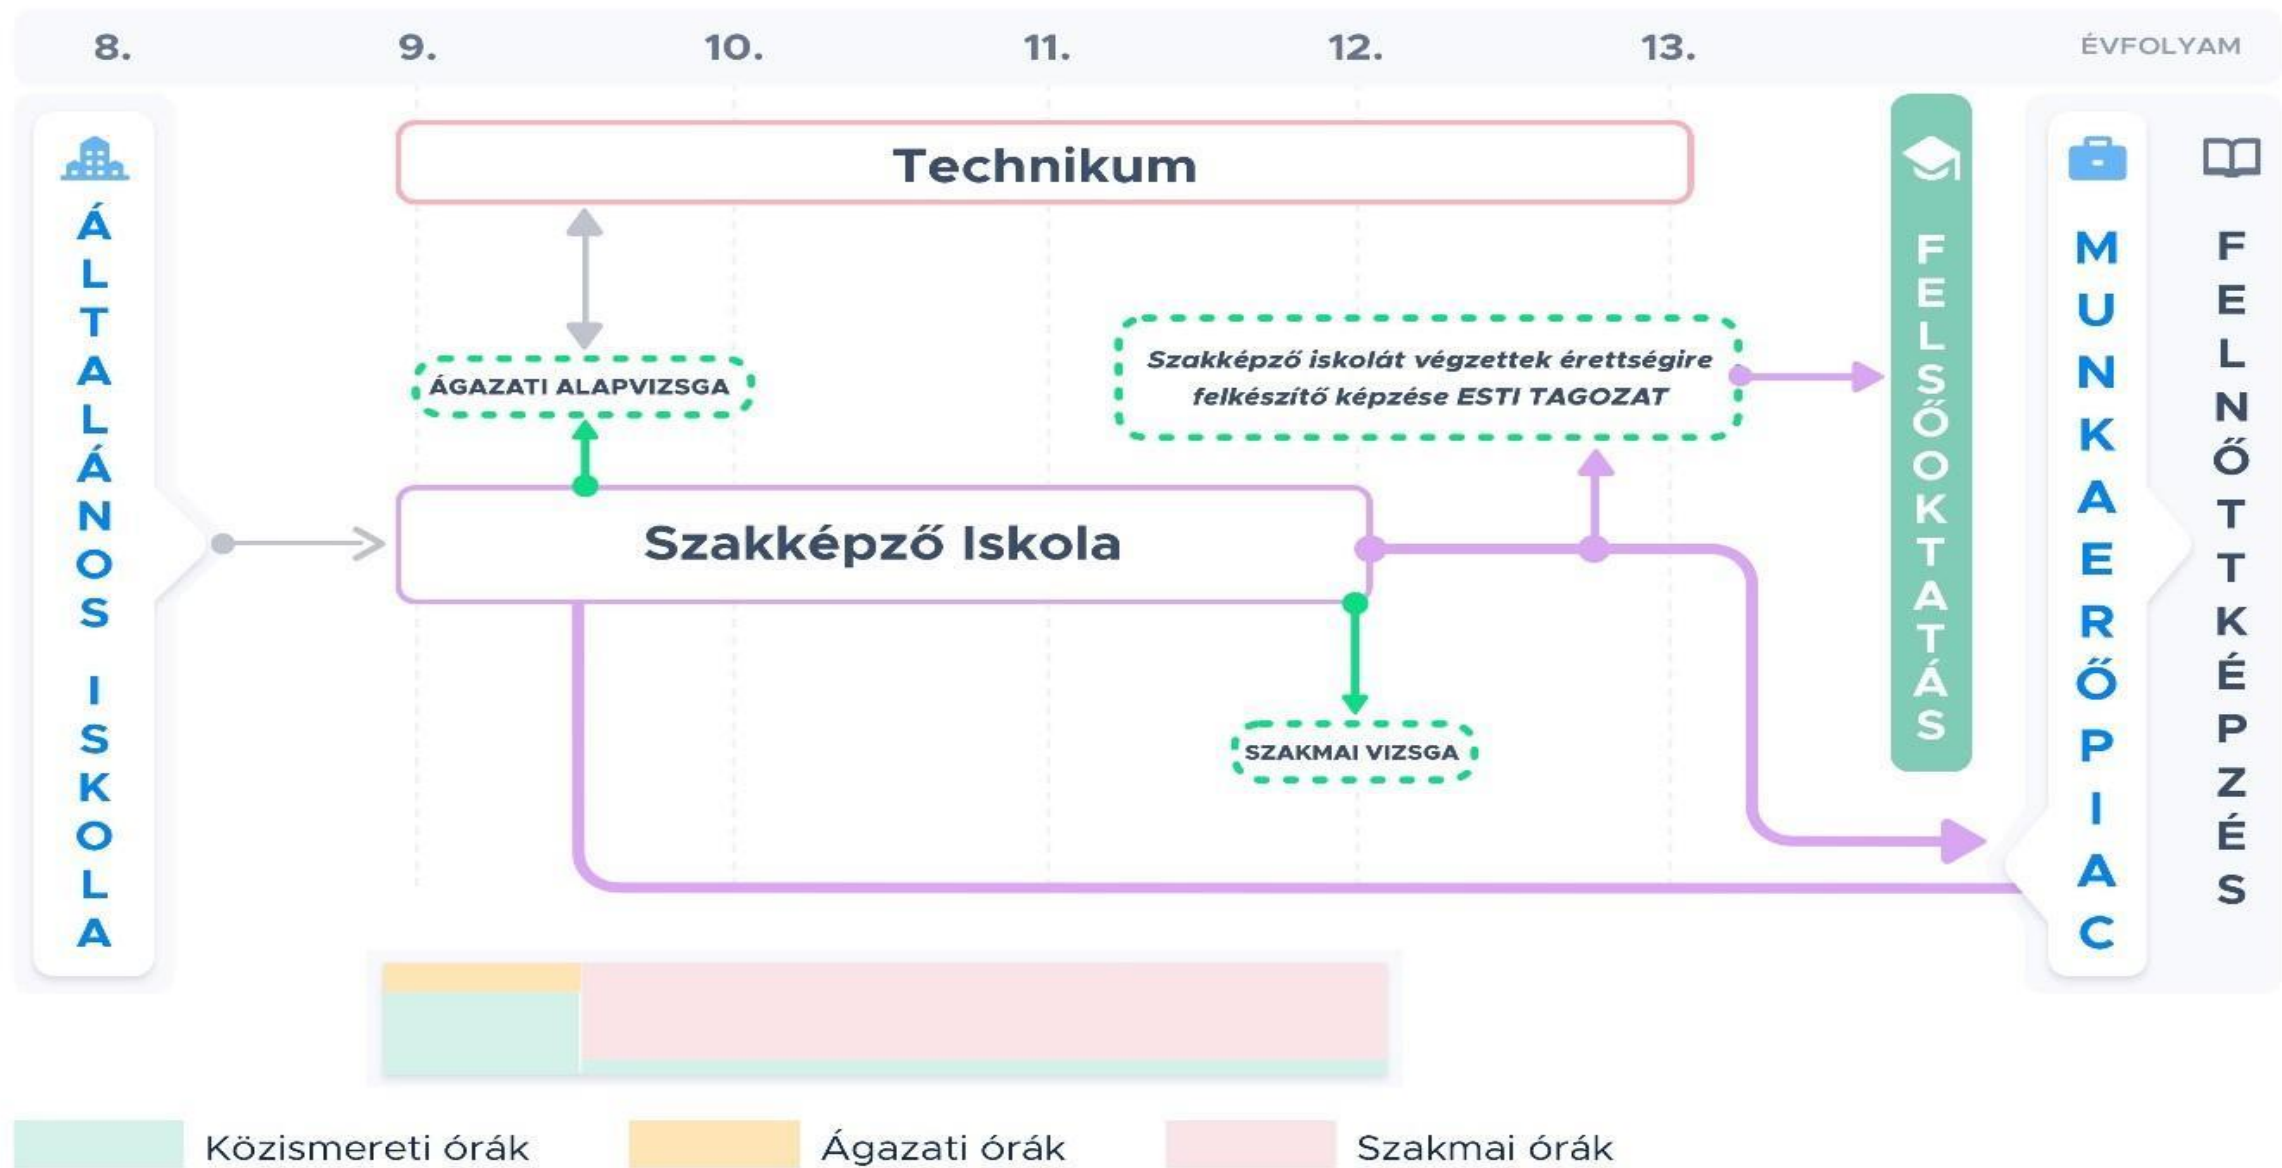 8.
9.
10.
11.
12.
13.
ÉVFOLYAM
ÁLTALÁNOS ISKOLA
Technikum
ÁGAZATI ALAPVIZSGA
Szakképző iskolát végzettek érettségire
felkészítő képzése ESTI TAGOZAT
Szakképző Iskola
SZAKMAI VIZSGA
FELSŐOKTATÁS
MUNKAERŐPIAC
FELNŐTTKÉPZÉS
Közismereti órák
Ágazati órák
Szakmai órák